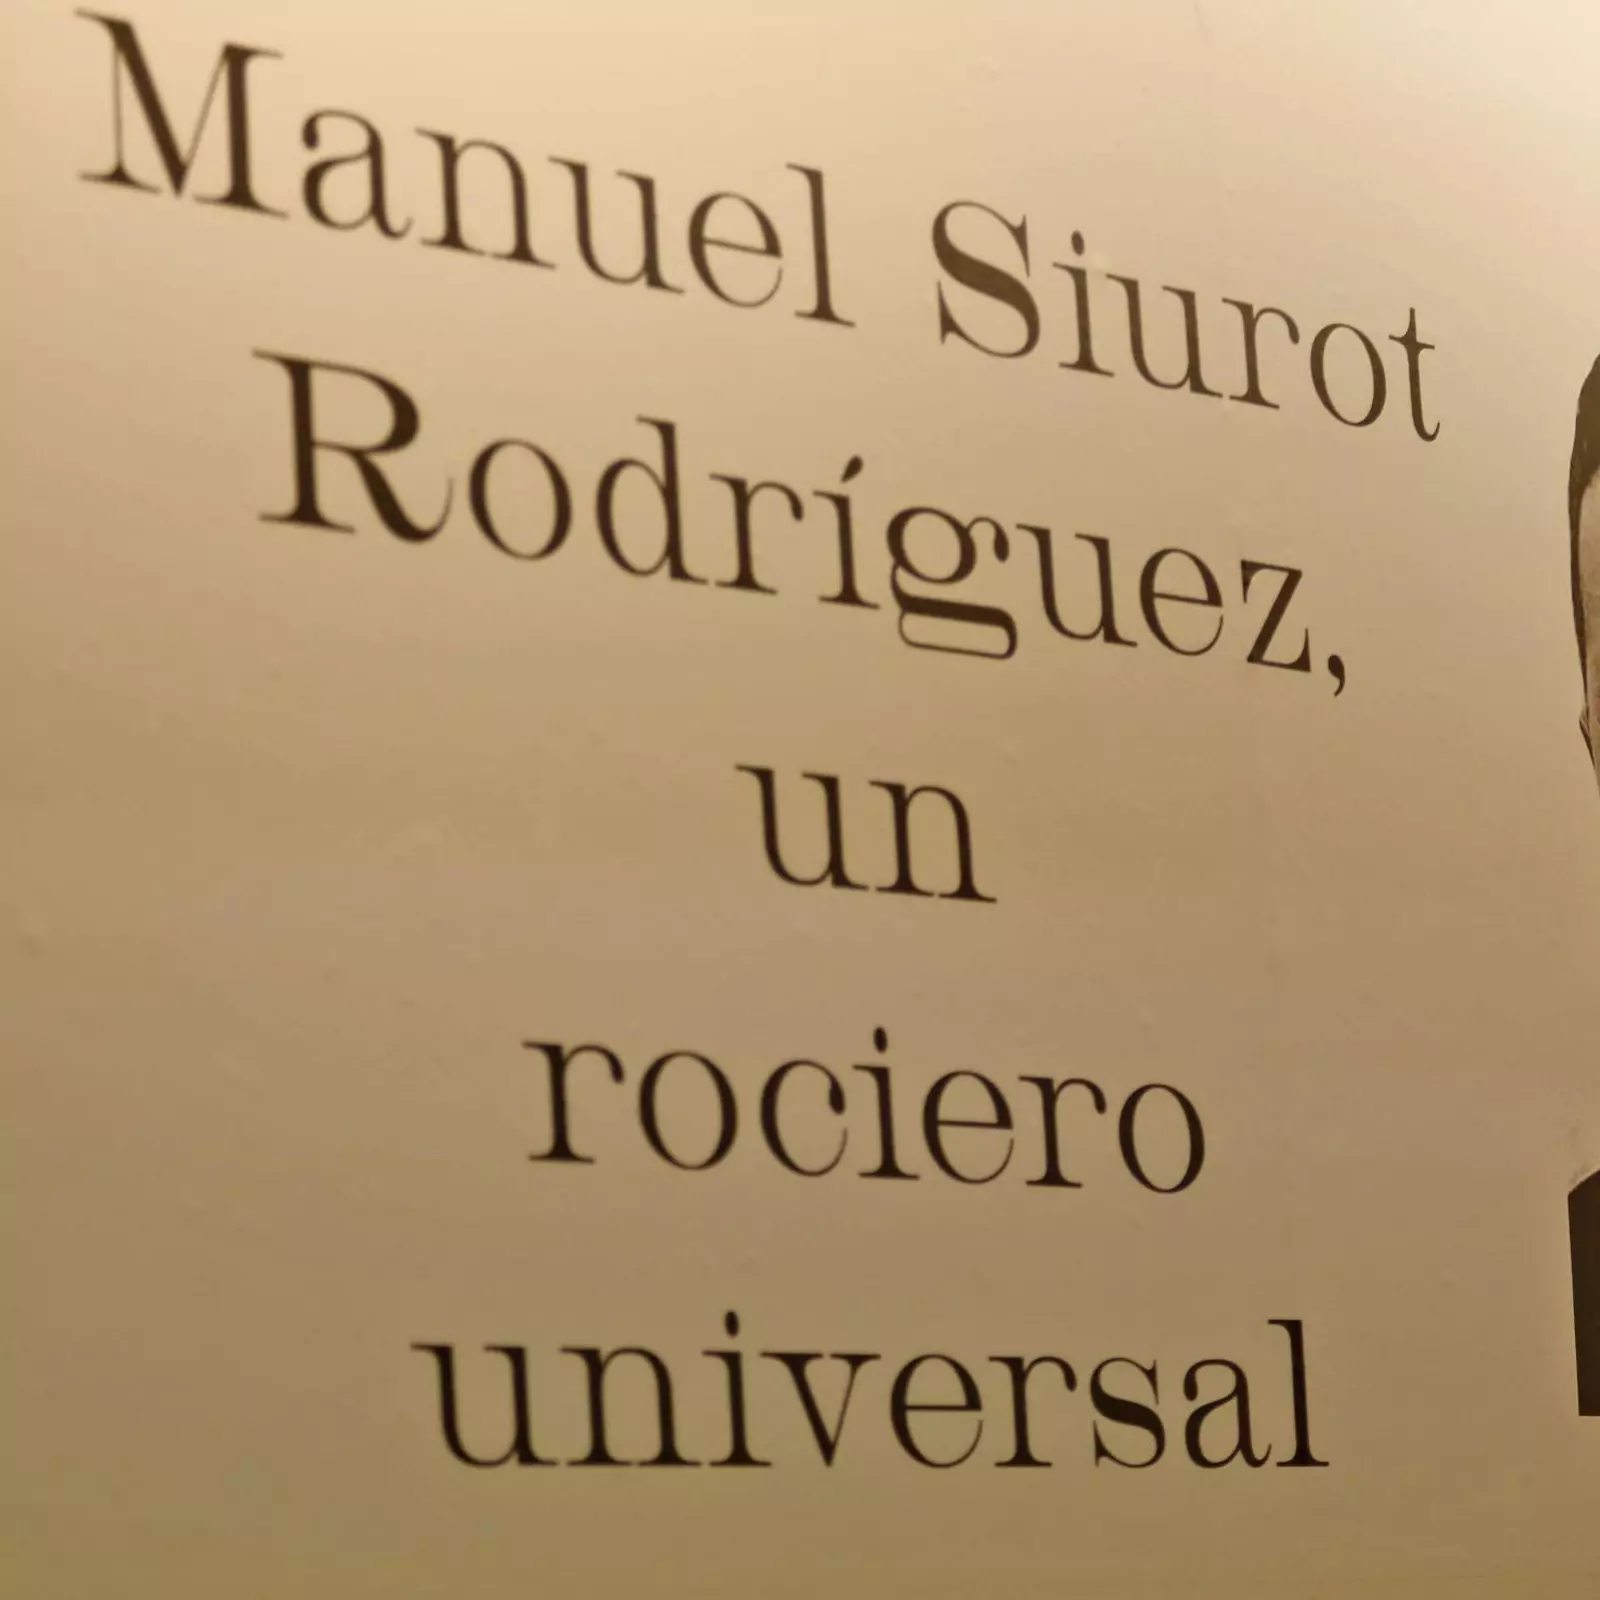 Manuel Siurot
Rodríguez,
un
rociero
universal